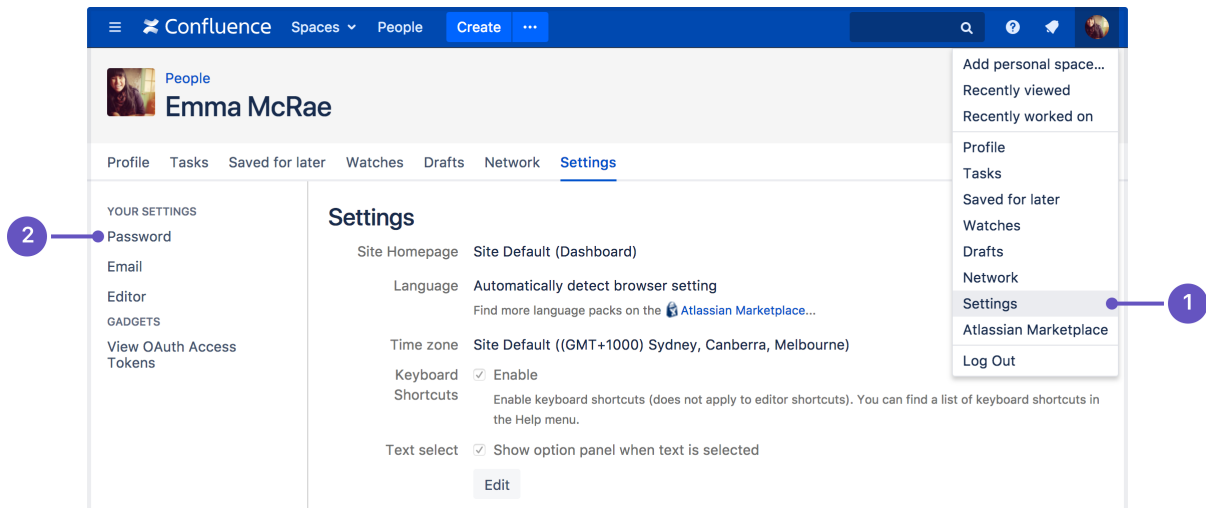 Confluence Spaces People Create ···
People
Emma McRae
Profile Tasks Saved for later Watches Drafts Network Settings
Add personal space...
Recently viewed
Recently worked on
Profile
Tasks
Saved for later
Watches
Drafts
Network
Settings
Atlassian Marketplace
Log Out
1
2
YOUR SETTINGS
Password
Email
Editor
GADGETS
View OAuth Access
Tokens
Settings
Site Homepage Site Default (Dashboard)
Language Automatically detect browser setting
Find more language packs on the Atlassian Marketplace...
Time zone Site Default ((GMT+1000) Sydney, Canberra, Melbourne)
Keyboard Shortcuts Enable
Enable keyboard shortcuts (does not apply to editor shortcuts). You can find a list of keyboard shortcuts in
the Help menu.
Text select Show option panel when text is selected
Edit